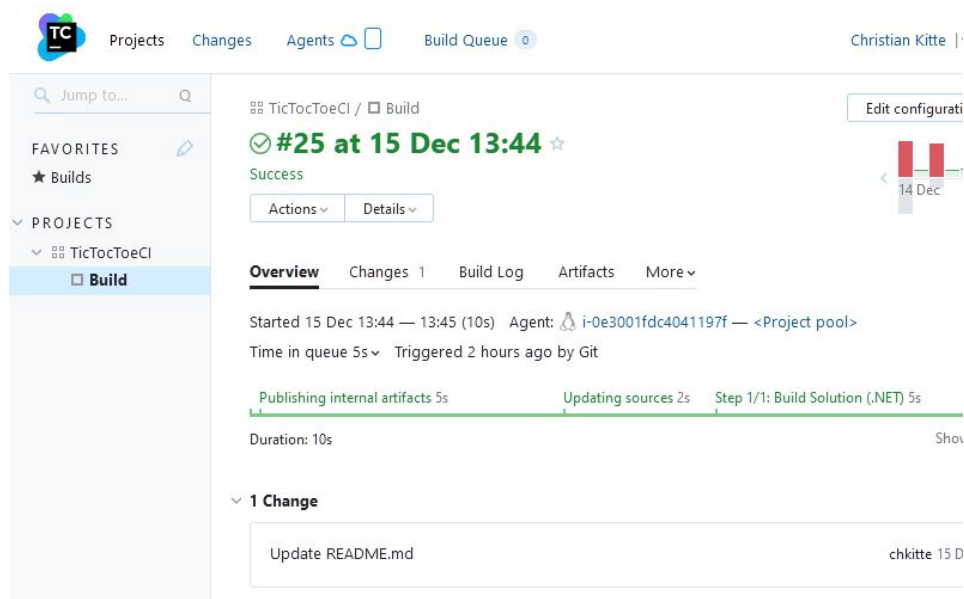 TC
Projects Changes Agents Build Queue 0 Christian Kitte
Jump to... Q
FAVORITES
Builds
PROJECTS
TicTocToeCI
Build
TicTocToeCI / Build
Edit configurati
#25 at 15 Dec 13:44
Success
14 Dec
Actions Details
Overview Changes 1 Build Log Artifacts More
Started 15 Dec 13:44 — 13:45 (10s) Agent: i-0e3001fdc4041197f — <Project pool>
Time in queue 5s Triggered 2 hours ago by Git
Publishing internal artifacts 5s Updating sources 2s Step 1/1: Build Solution (.NET) 5s
Duration: 10s Show
1 Change
Update README.md chkitte 15 D